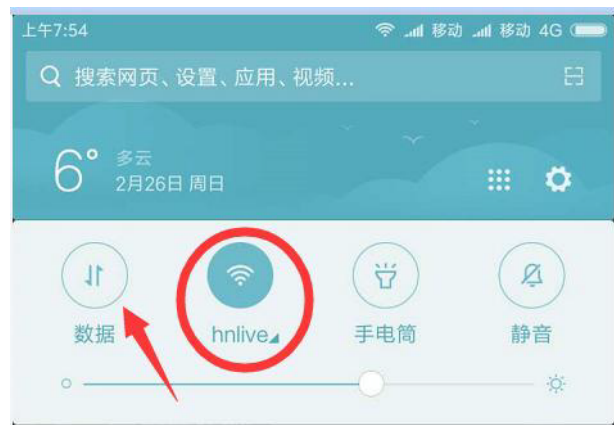 上午7:54 移动 移动 4G
搜索网页、设置、应用、视频...
6° 多云
2月26日 周日
数据 hnlive 手电筒 静音